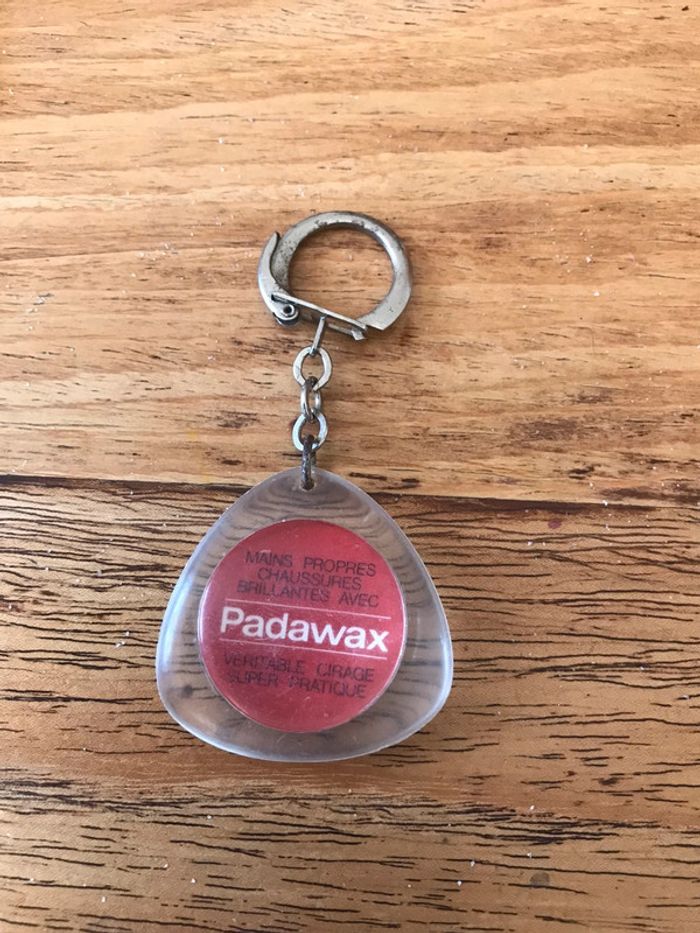 MAINS PROPRES
CHAUSSURES
BRILLANTES AVEC
Padawax
VERITABLE CIRAGE
SUPER-PRATIQUE